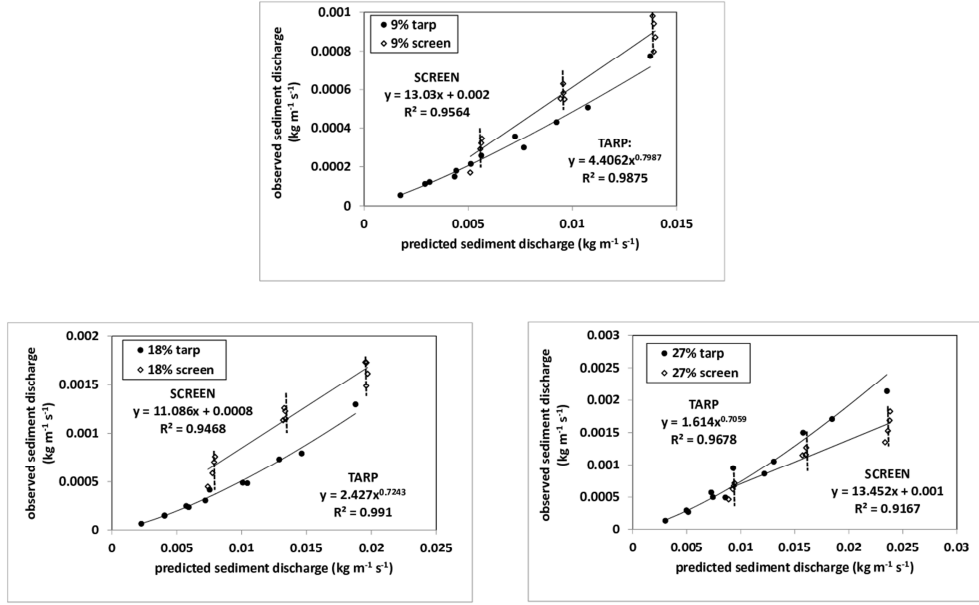 observed sediment discharge
(kg m⁻¹ s⁻¹)
0.001
0.0008
0.0006
0.0004
0.0002
0
9% tarp
9% screen
SCREEN
y = 13.03x + 0.002
R² = 0.9564
TARP:
y = 4.4062x^0.7987
R² = 0.9875
0 0.005 0.01 0.015
predicted sediment discharge (kg m⁻¹ s⁻¹)
observed sediment discharge
(kg m⁻¹ s⁻¹)
0.002
0.0015
0.001
0.0005
0
18% tarp
18% screen
SCREEN
y = 11.086x + 0.0008
R² = 0.9468
TARP
y = 2.427x^0.7243
R² = 0.991
0 0.005 0.01 0.015 0.02 0.025
predicted sediment discharge (kg m⁻¹ s⁻¹)
observed sediment discharge
(kg m⁻¹ s⁻¹)
0.003
0.0025
0.002
0.0015
0.001
0.0005
0
27% tarp
27% screen
TARP
y = 1.614x^0.7059
R² = 0.9678
SCREEN
y = 13.452x + 0.001
R² = 0.9167
0 0.005 0.01 0.015 0.02 0.025 0.03
predicted sediment discharge (kg m⁻¹ s⁻¹)